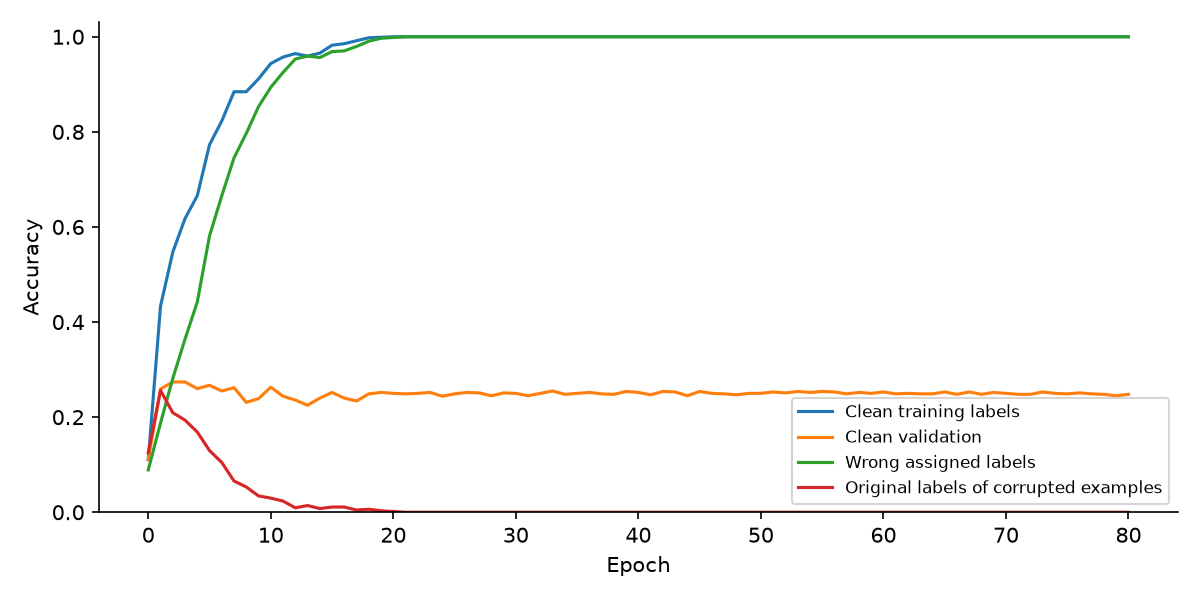 1.0
0.8
0.6
0.4
0.2
0.0
Accuracy
Clean training labels
Clean validation
Wrong assigned labels
Original labels of corrupted examples
0 10 20 30 40 50 60 70 80
Epoch